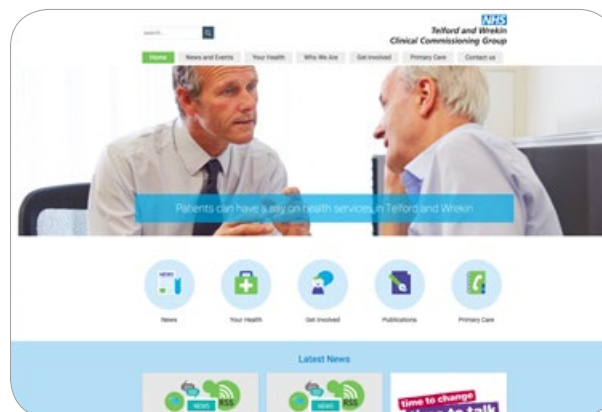 search...
NHS
Telford and Wrekin
Clinical Commissioning Group
Home News and Events Your Health Who We Are Get Involved Primary Care Contact us
Patients can have a say on health services in Telford and Wrekin
NEWS
News Your Health Get Involved Publications Primary Care
Latest News
NEWS RSS NEWS RSS
time to change
to talk